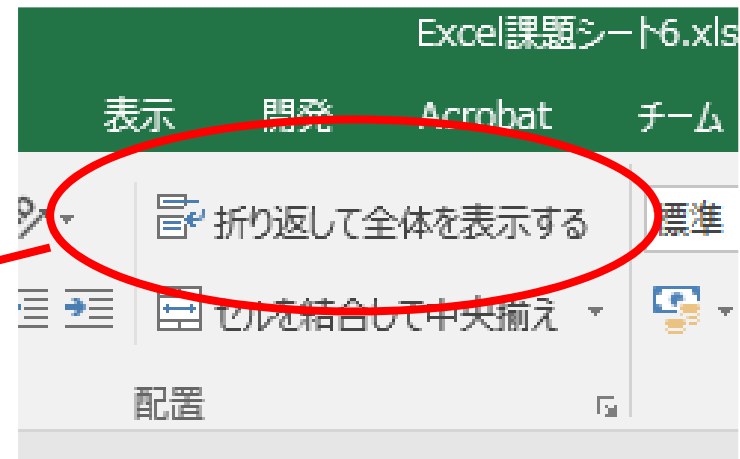 Excel課題シート6.xls
表示 開発 Acrobat チーム
折り返して全体を表示する 標準
セルを結合して中央揃え
配置